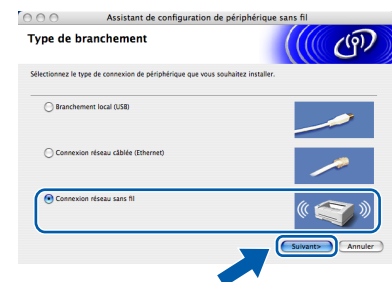 Assistant de configuration de périphérique sans fil
Type de branchement
Sélectionnez le type de connexion de périphérique que vous souhaitez installer.
Branchement local (USB)
Connexion réseau câblée (Ethernet)
Connexion réseau sans fil
Suivant> Annuler